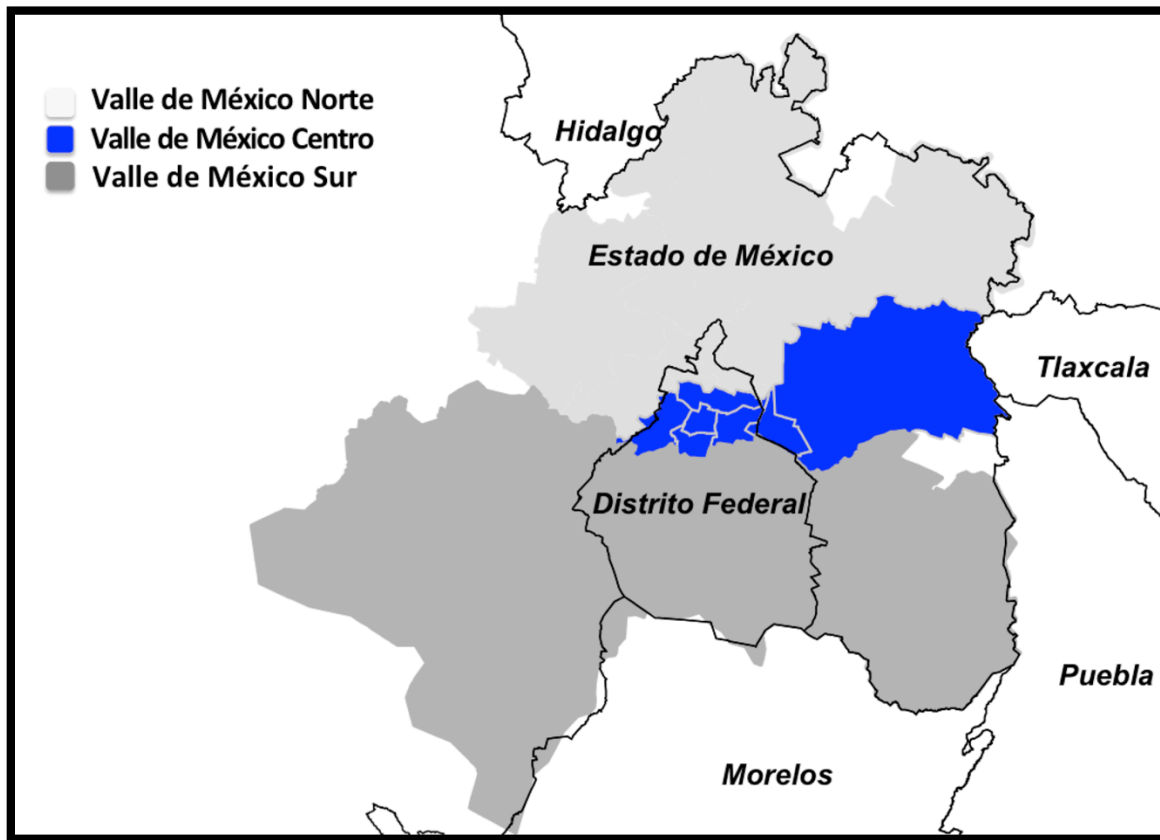 Valle de México Norte
Valle de México Centro
Valle de México Sur
Hidalgo
Estado de México
Tlaxcala
Distrito Federal
Puebla
Morelos